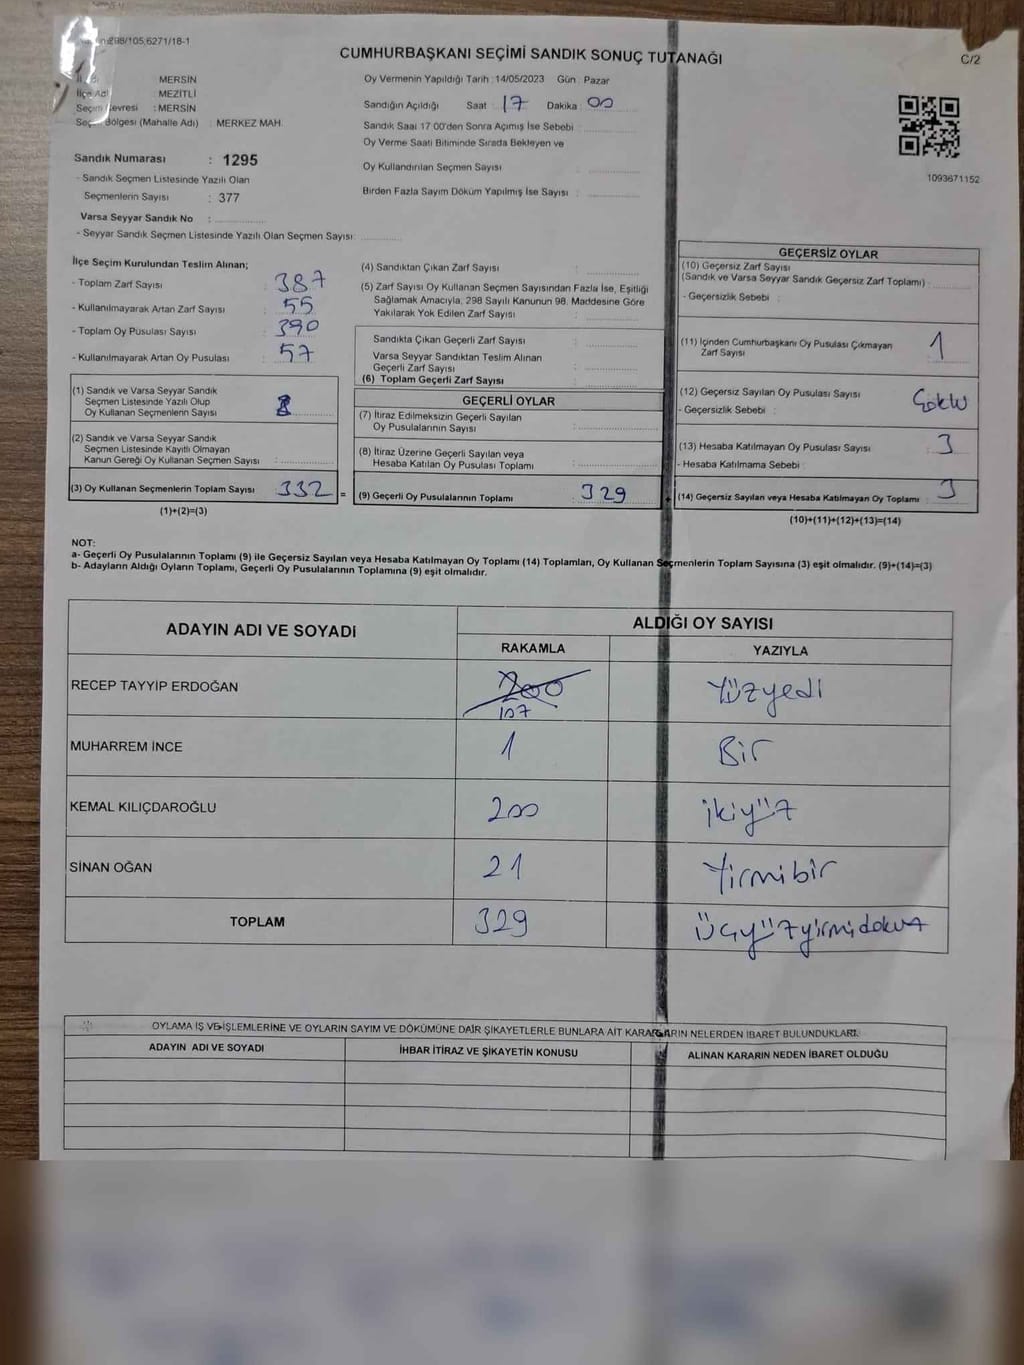 298/105,6271/18-1
CUMHURBAŞKANI SEÇİMİ SANDIK SONUÇ TUTANAĞI
C/2
MERSİN
İlçe Adı MEZİTLİ
Seçim Çevresi : MERSİN
Seçim Bölgesi (Mahalle Adı) : MERKEZ MAH.
Sandık Numarası : 1295
- Sandık Seçmen Listesinde Yazılı Olan
Seçmenlerin Sayısı : 377
Varsa Seyyar Sandık No :
- Seyyar Sandık Seçmen Listesinde Yazılı Olan Seçmen Sayısı:
Oy Vermenin Yapıldığı Tarih : 14/05/2023 Gün : Pazar
Sandığın Açıldığı Saat 17 Dakika 00
Sandık Saat 17 00'den Sonra Açımış İse Sebebi :
Oy Verme Saati Bitiminde Sırada Bekleyen ve
Oy Kullandırılan Seçmen Sayısı :
Birden Fazla Sayım Döküm Yapılmış İse Sayısı :
1093671152
İlçe Seçim Kurulundan Teslim Alınan;
- Toplam Zarf Sayısı : 387
- Kullanılmayarak Artan Zarf Sayısı : 55
- Toplam Oy Pusulası Sayısı : 390
- Kullanılmayarak Artan Oy Pusulası : 57
(1) Sandık ve Varsa Seyyar Sandık
Seçmen Listesinde Yazılı Olup
Oy Kullanan Seçmenlerin Sayısı :
(2) Sandık ve Varsa Seyyar Sandık
Seçmen Listesinde Kayıtlı Olmayan
Kanun Gereği Oy Kullanan Seçmen Sayısı :
(3) Oy Kullanan Seçmenlerin Toplam Sayısı : 332 =
(1)+(2)=(3)
(4) Sandıktan Çıkan Zarf Sayısı :
(5) Zarf Sayısı Oy Kullanan Seçmen Sayısından Fazla İse, Eşitliği
Sağlamak Amacıyla, 298 Sayılı Kanunun 98. Maddesine Göre
Yakılarak Yok Edilen Zarf Sayısı :
Sandıkta Çıkan Geçerli Zarf Sayısı :
Varsa Seyyar Sandıktan Teslim Alınan
Geçerli Zarf Sayısı :
(6) Toplam Geçerli Zarf Sayısı :
GEÇERLİ OYLAR
(7) İtiraz Edilmeksizin Geçerli Sayılan
Oy Pusulalarının Sayısı :
(8) İtiraz Üzerine Geçerli Sayılan veya
Hesaba Katılan Oy Pusulası Toplamı :
(9) Geçerli Oy Pusulalarının Toplamı : 329 +
GEÇERSİZ OYLAR
(10) Geçersiz Zarf Sayısı
(Sandık ve Varsa Seyyar Sandık Geçersiz Zarf Toplamı) :
- Geçersizlik Sebebi :
(11) İçinden Cumhurbaşkanı Oy Pusulası Çıkmayan
Zarf Sayısı : 1
(12) Geçersiz Sayılan Oy Pusulası Sayısı :
- Geçersizlik Sebebi :
(13) Hesaba Katılmayan Oy Pusulası Sayısı : 3
- Hesaba Katılmama Sebebi :
(14) Geçersiz Sayılan veya Hesaba Katılmayan Oy Toplamı : 3
(10)+(11)+(12)+(13)=(14)
NOT:
a- Geçerli Oy Pusulalarının Toplamı (9) ile Geçersiz Sayılan veya Hesaba Katılmayan Oy Toplamı (14) Toplamları, Oy Kullanan Seçmenlerin Toplam Sayısına (3) eşit olmalıdır. (9)+(14)=(3)
b- Adayların Aldığı Oyların Toplamı, Geçerli Oy Pusulalarının Toplamına (9) eşit olmalıdır.
ADAYIN ADI VE SOYADI
ALDIĞI OY SAYISI
RAKAMLA YAZIYLA
RECEP TAYYİP ERDOĞAN 200 Yüzyedi
107
MUHARREM İNCE 1 Bir
KEMAL KILIÇDAROĞLU 200 ikiyüz
SİNAN OĞAN 21 Yirmibir
TOPLAM 329 Üçyüzyirmidokuz
OYLAMA İŞ VE İŞLEMLERİNE VE OYLARIN SAYIM VE DÖKÜMÜNE DAİR ŞİKAYETLERLE BUNLARA AİT KARARLARIN NELERDEN İBARET BULUNDUKLARI.
ADAYIN ADI VE SOYADI İHBAR İTİRAZ VE ŞİKAYETİN KONUSU ALINAN KARARIN NEDEN İBARET OLDUĞU